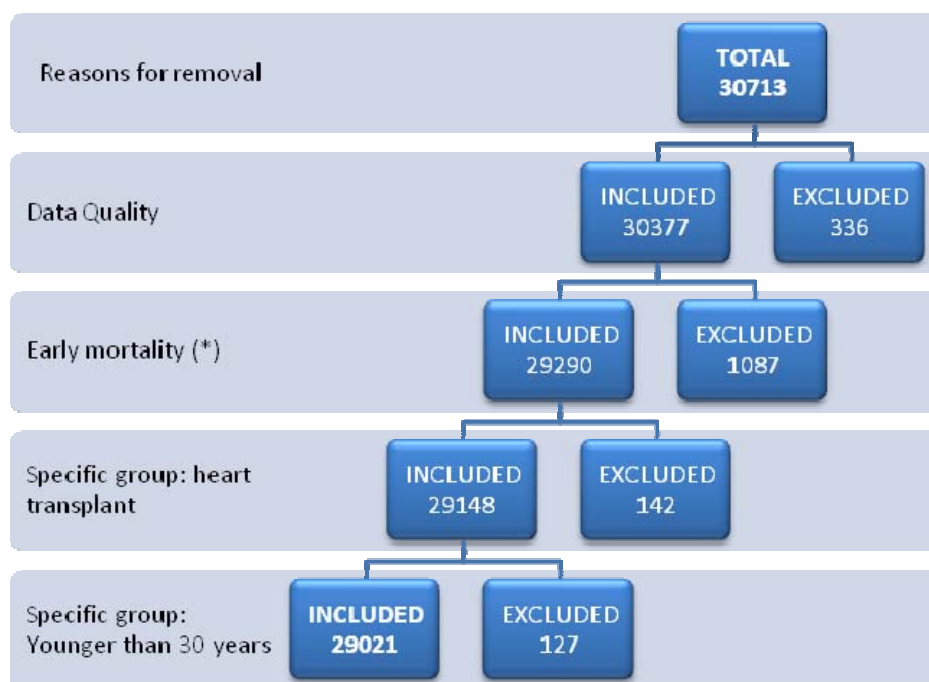 Reasons for removal
TOTAL
30713
Data Quality
INCLUDED
30377
EXCLUDED
336
Early mortality (*)
INCLUDED
29290
EXCLUDED
1087
Specific group: heart
transplant
INCLUDED
29148
EXCLUDED
142
Specific group:
Younger than 30 years
INCLUDED
29021
EXCLUDED
127